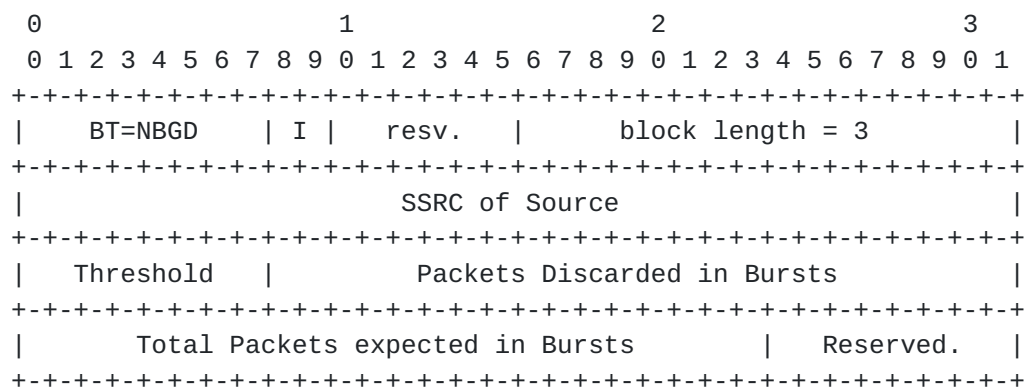 0                   1                   2                   3
 0 1 2 3 4 5 6 7 8 9 0 1 2 3 4 5 6 7 8 9 0 1 2 3 4 5 6 7 8 9 0 1
+-+-+-+-+-+-+-+-+-+-+-+-+-+-+-+-+-+-+-+-+-+-+-+-+-+-+-+-+-+-+-+-+
|    BT=NBGD    | I |   resv.   |      block length = 3         |
+-+-+-+-+-+-+-+-+-+-+-+-+-+-+-+-+-+-+-+-+-+-+-+-+-+-+-+-+-+-+-+-+
|                        SSRC of Source                         |
+-+-+-+-+-+-+-+-+-+-+-+-+-+-+-+-+-+-+-+-+-+-+-+-+-+-+-+-+-+-+-+-+
|   Threshold   |         Packets Discarded in Bursts           |
+-+-+-+-+-+-+-+-+-+-+-+-+-+-+-+-+-+-+-+-+-+-+-+-+-+-+-+-+-+-+-+-+
|       Total Packets expected in Bursts        |   Reserved.   |
+-+-+-+-+-+-+-+-+-+-+-+-+-+-+-+-+-+-+-+-+-+-+-+-+-+-+-+-+-+-+-+-+